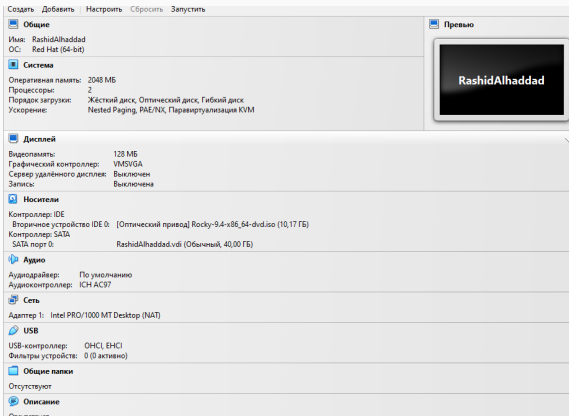 Создать Добавить Настроить Сбросить Запустить
Общие
Имя: RashidAlhaddad
ОС: Red Hat (64-bit)
Превью
RashidAlhaddad
Система
Оперативная память: 2048 МБ
Процессоры: 2
Порядок загрузки: Жёсткий диск, Оптический диск, Гибкий диск
Ускорение: Nested Paging, PAE/NX, Паравиртуализация KVM
Дисплей
Видеопамять: 128 МБ
Графический контроллер: VMSVGA
Сервер удалённого дисплея: Выключен
Запись: Выключена
Носители
Контроллер: IDE
Вторичное устройство IDE 0: [Оптический привод] Rocky-9.4-x86_64-dvd.iso (10,17 ГБ)
Контроллер: SATA
SATA порт 0: RashidAlhaddad.vdi (Обычный, 40,00 ГБ)
Аудио
Аудиодрайвер: По умолчанию
Аудиоконтроллер: ICH AC97
Сеть
Адаптер 1: Intel PRO/1000 MT Desktop (NAT)
USB
USB-контроллер: OHCI, EHCI
Фильтры устройств: 0 (0 активно)
Общие папки
Отсутствуют
Описание